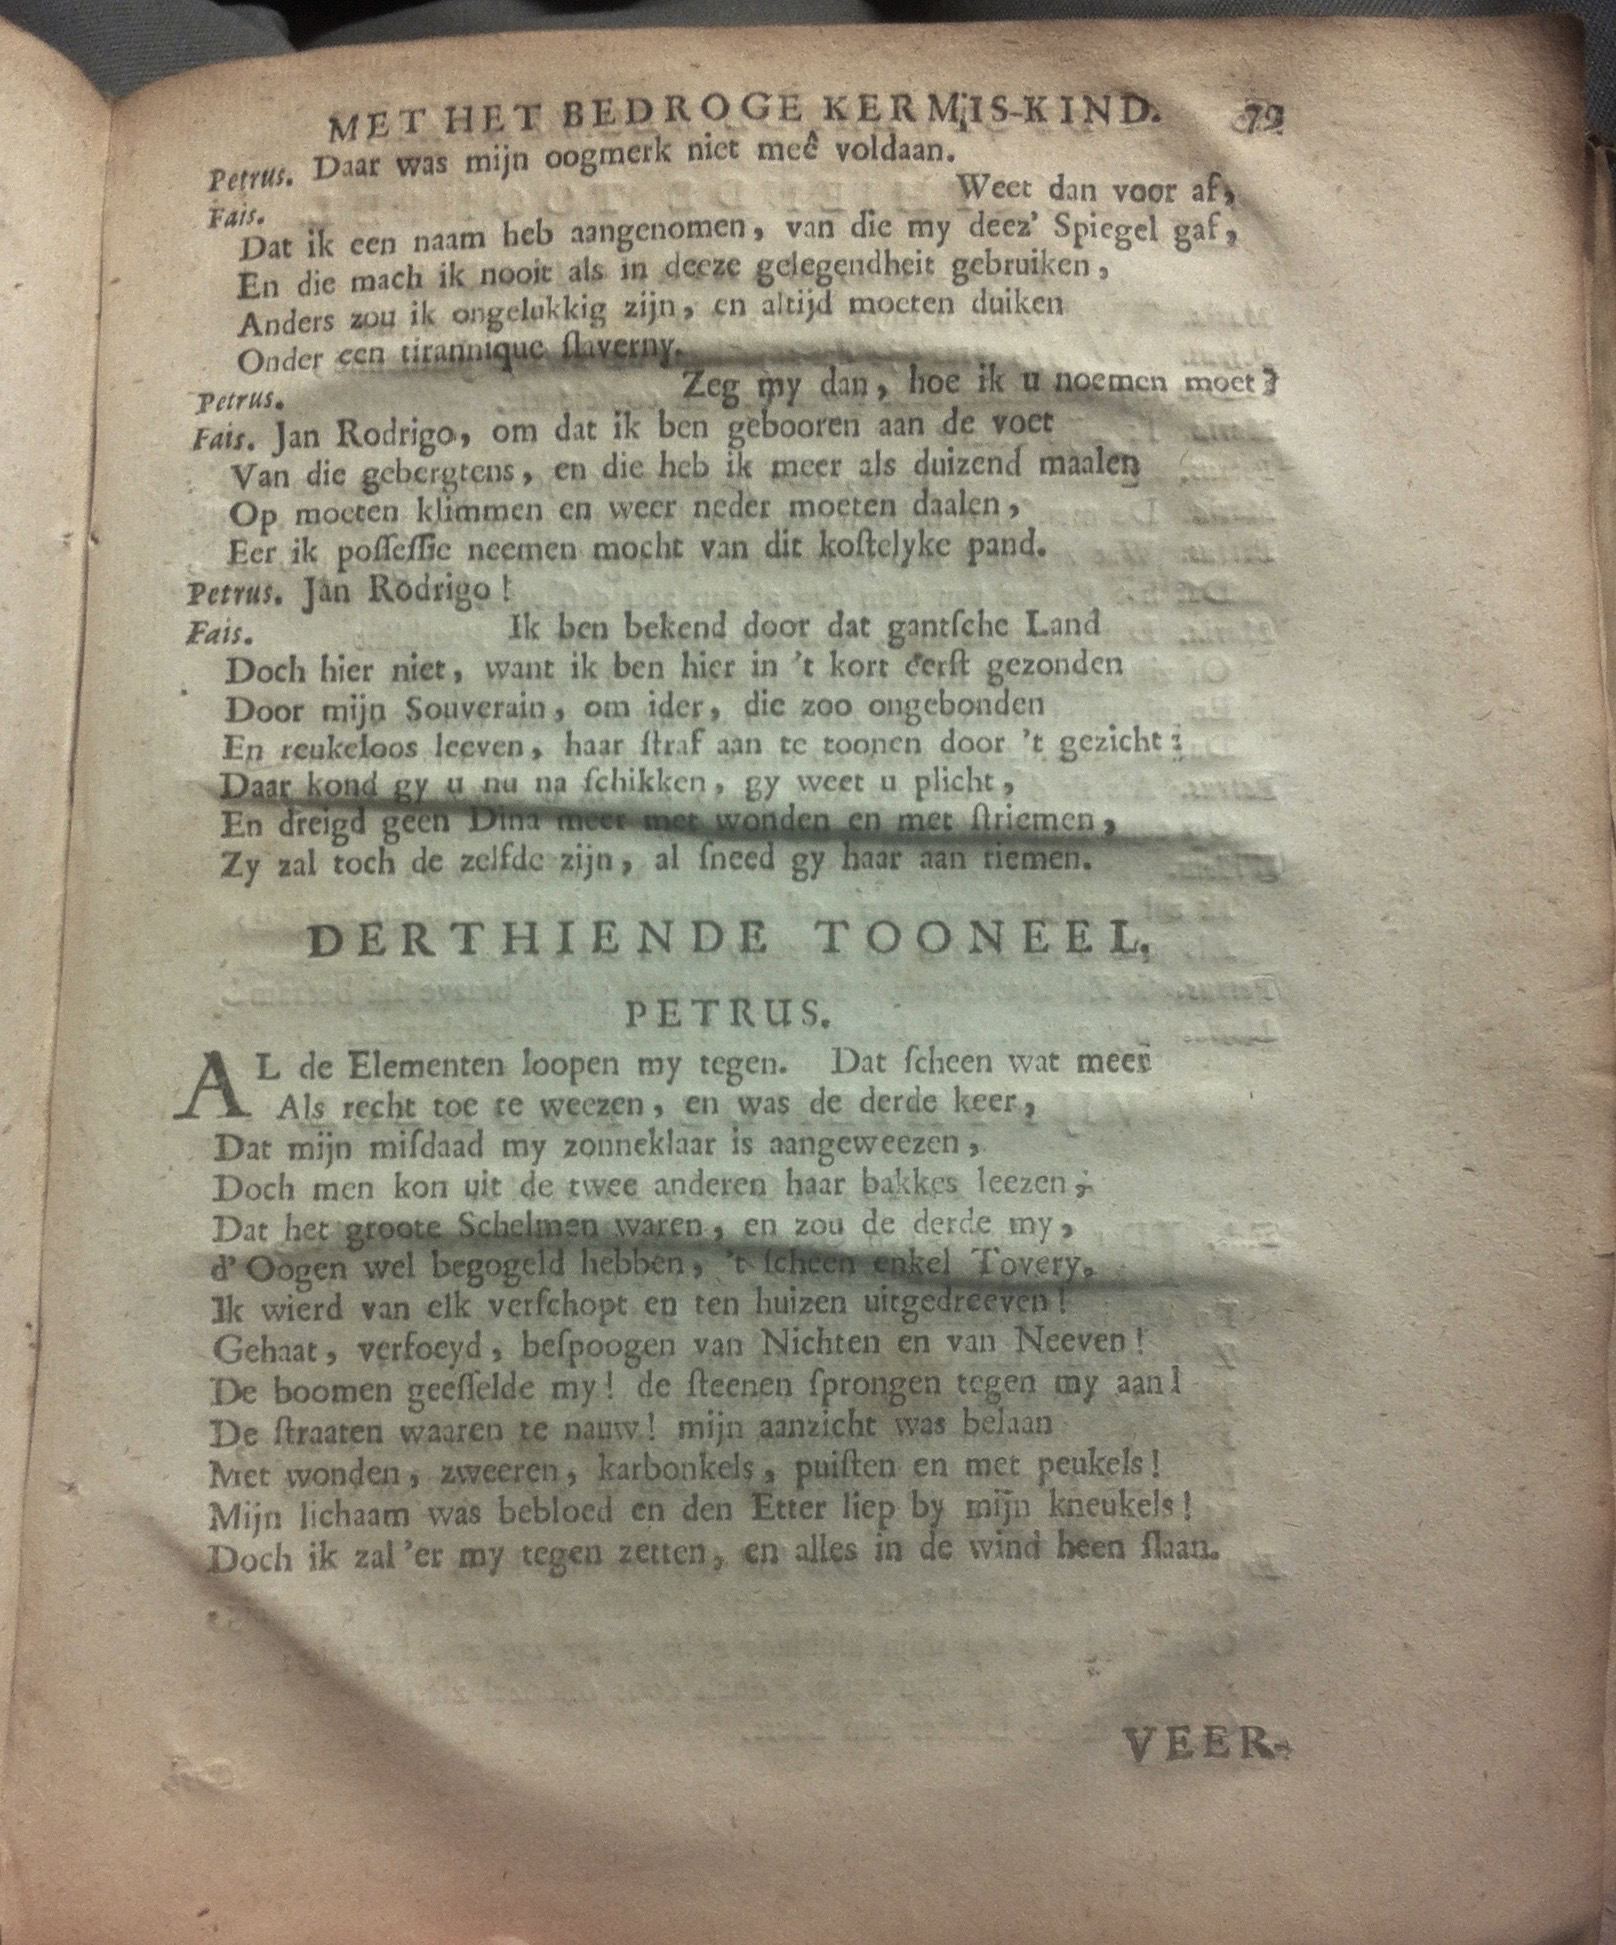 MET HET BEDROGE KERMIS-KIND. 79
Petrus. Daar was mijn oogmerk niet meê voldaan.
Fais. Weet dan voor af,
Dat ik een naam heb aangenomen, van die my deez' Spiegel gaf,
En die mach ik nooit als in deeze gelegendheit gebruiken,
Anders zou ik ongelukkig zijn, en altijd moeten duiken
Onder een tirannique ſlaverny.
Petrus. Zeg my dan, hoe ik u noemen moet?
Fais. Jan Rodrigo, om dat ik ben gebooren aan de voet
Van die gebergtens, en die heb ik meer als duizend maalen
Op moeten klimmen en weer neder moeten daalen,
Eer ik poſſeſſie neemen mocht van dit koſtelyke pand.
Petrus. Jan Rodrigo!
Fais. Ik ben bekend door dat gantſche Land
Doch hier niet, want ik ben hier in 't kort eerſt gezonden
Door mijn Souverain, om ider, die zoo ongebonden
En reukeloos leeven, haar ſtraf aan te toonen door 't gezicht:
Daar kond gy u nu na ſchikken, gy weet u plicht,
En dreigd geen Dina meer met wonden en met ſtriemen,
Zy zal toch de zelfde zijn, al ſneed gy haar aan riemen.
DERTHIENDE TOONEEL,
PETRUS.
AL de Elementen loopen my tegen. Dat ſcheen wat meer
Als recht toe te weezen, en was de derde keer,
Dat mijn miſdaad my zonneklaar is aangeweezen,
Doch men kon uit de twee anderen haar bakkes leezen,
Dat het groote Schelmen waren, en zou de derde my,
d' Oogen wel begogeld hebben, 't ſcheen enkel Tovery.
Ik wierd van elk verſchopt en ten huizen uitgedreeven!
Gehaat, verfoeyd, beſpoogen van Nichten en van Neeven!
De boomen geeſſelde my! de ſteenen ſprongen tegen my aan!
De ſtraaten waaren te nauw! mijn aanzicht was belaan
Met wonden, zweeren, karbonkels, puiſten en met peukels!
Mijn lichaam was bebloed en den Etter liep by mijn kneukels!
Doch ik zal 'er my tegen zetten, en alles in de wind heen ſlaan.
VEER-